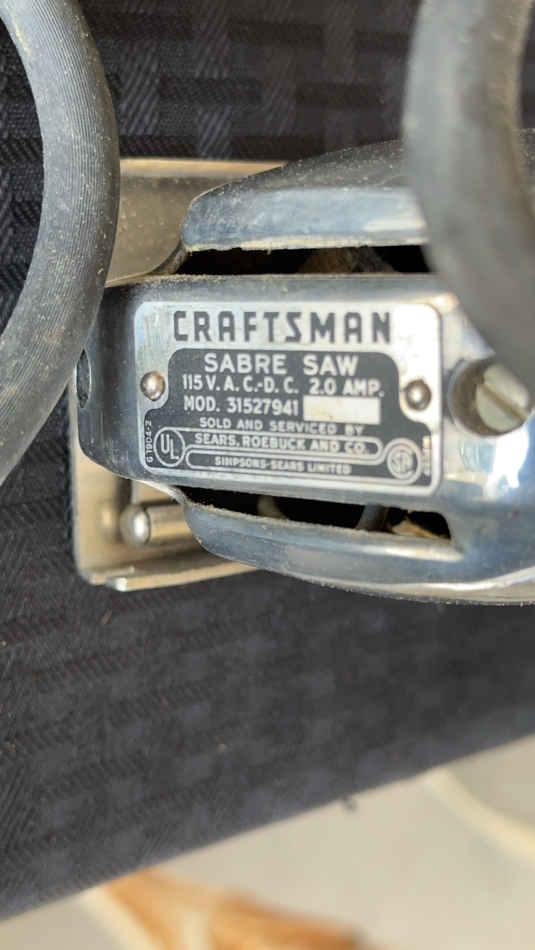 CRAFTSMAN
SABRE SAW
115 V. A.C.-D.C. 2.0 AMP.
MOD. 31527941
SOLD AND SERVICED BY
SEARS, ROEBUCK AND CO.
UL
SIMPSONS-SEARS LIMITED